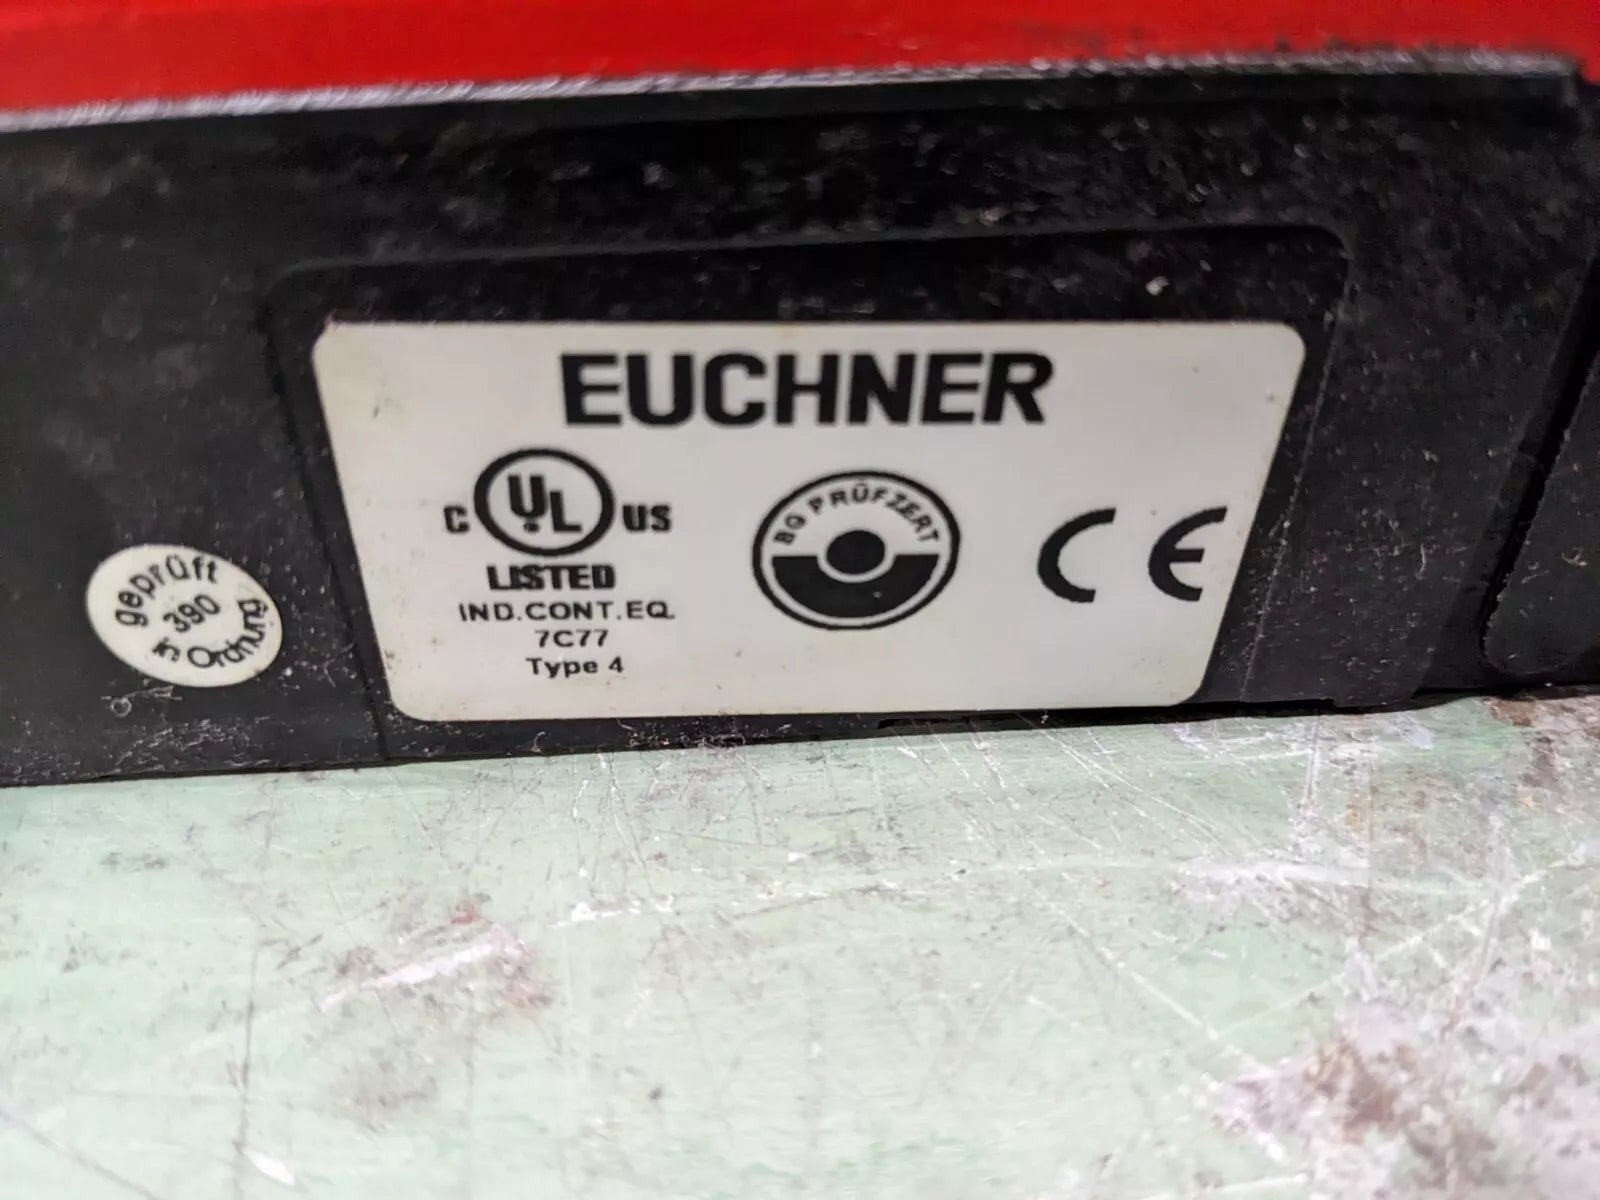 EUCHNER
C UL US
LISTED
IND.CONT.EQ.
7C77
Type 4
BG PRÜFZERT
CE
geprüft
390
in Ordnung